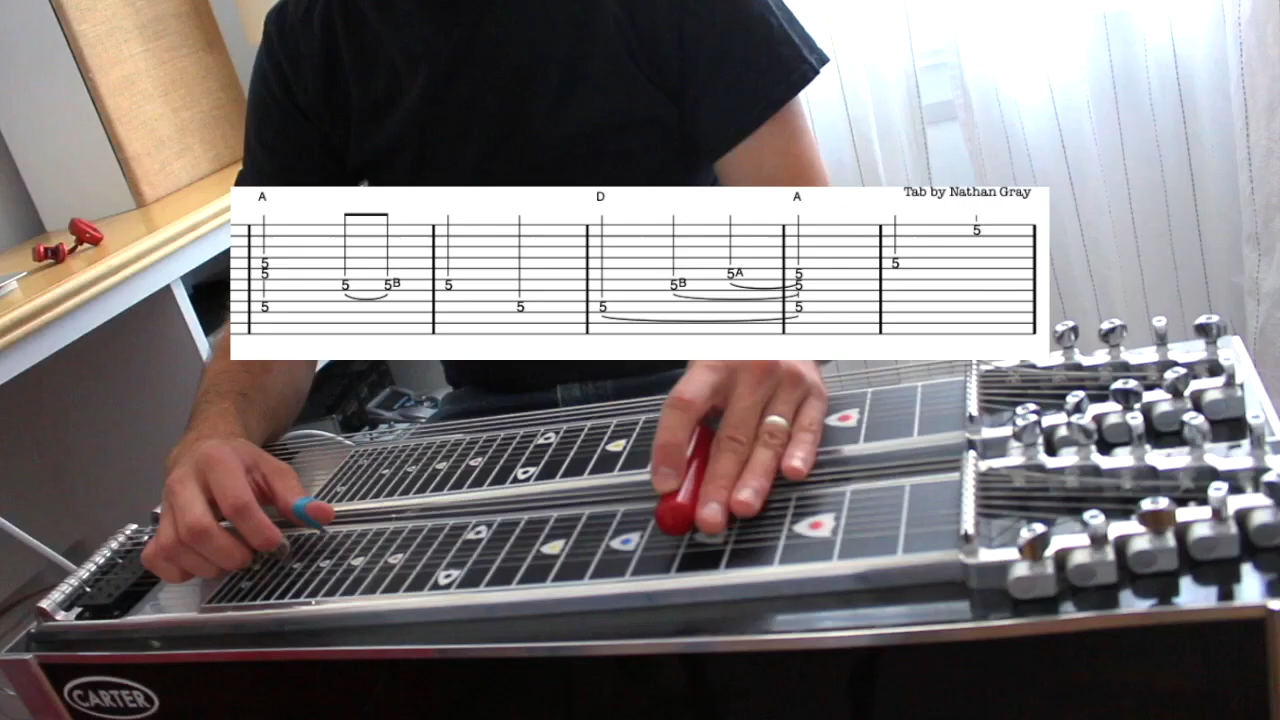 Tab by Nathan Gray
A D A
5 5
5 5
5 5A 5
5 5B 5 5B 5
5 5 5 5
CARTER